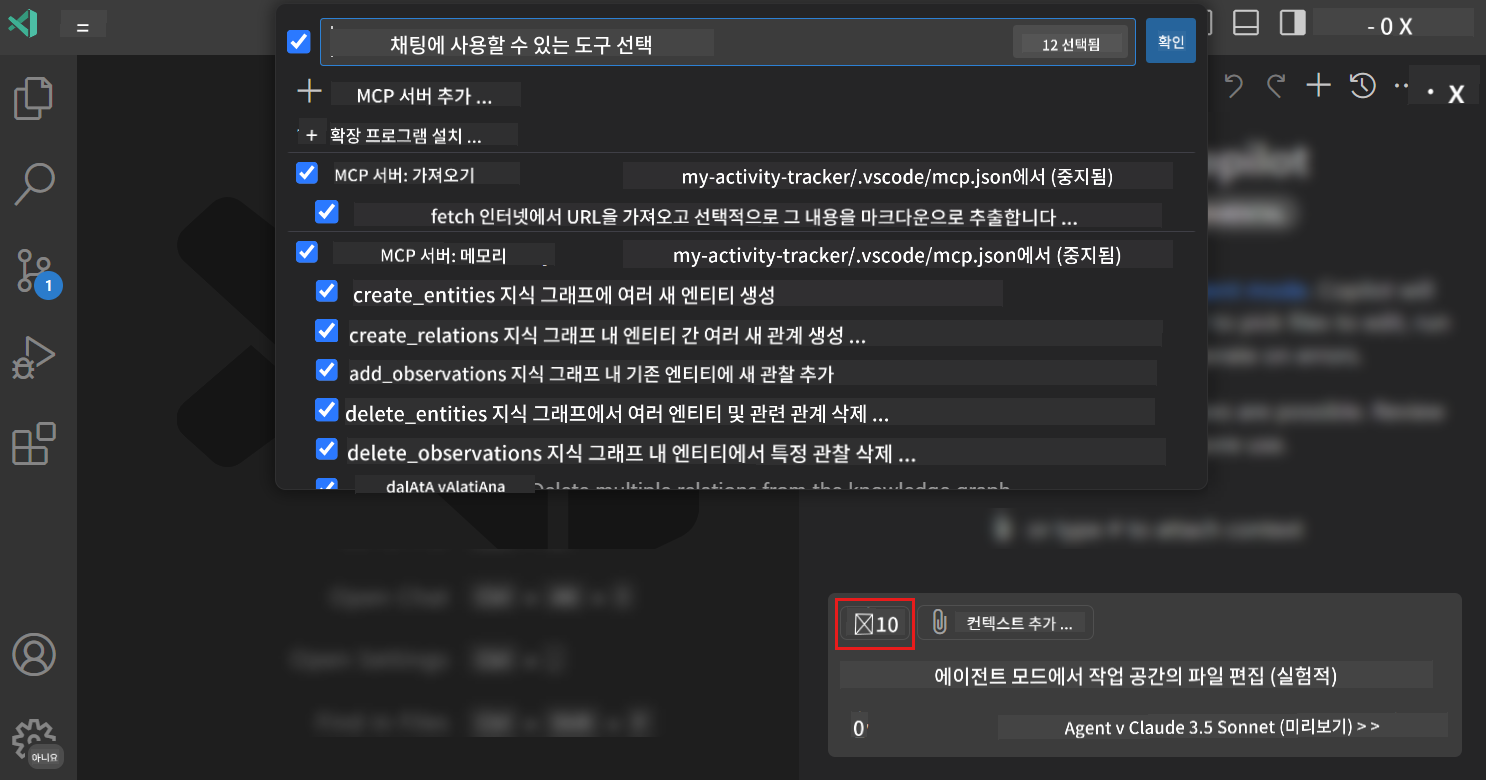 =
채팅에 사용할 수 있는 도구 선택
12 선택됨
확인
- 0 X
MCP 서버 추가 ...
· X
+ 확장 프로그램 설치 ...
MCP 서버: 가져오기
my-activity-tracker/.vscode/mcp.json에서 (중지됨)
fetch 인터넷에서 URL을 가져오고 선택적으로 그 내용을 마크다운으로 추출합니다 ...
MCP 서버: 메모리
my-activity-tracker/.vscode/mcp.json에서 (중지됨)
create_entities 지식 그래프에 여러 새 엔티티 생성
1
create_relations 지식 그래프 내 엔티티 간 여러 새 관계 생성 ...
add_observations 지식 그래프 내 기존 엔티티에 새 관찰 추가
delete_entities 지식 그래프에서 여러 엔티티 및 관련 관계 삭제 ...
delete_observations 지식 그래프 내 엔티티에서 특정 관찰 삭제 ...
dalAtA vAlatiAna Delete multiple relations from the knowledge graph
or type # to attach context
Open Chat
10
컨텍스트 추가 ...
Open Settings
에이전트 모드에서 작업 공간의 파일 편집 (실험적)
Find in Files
0
Agent v Claude 3.5 Sonnet (미리보기) > >
아니요